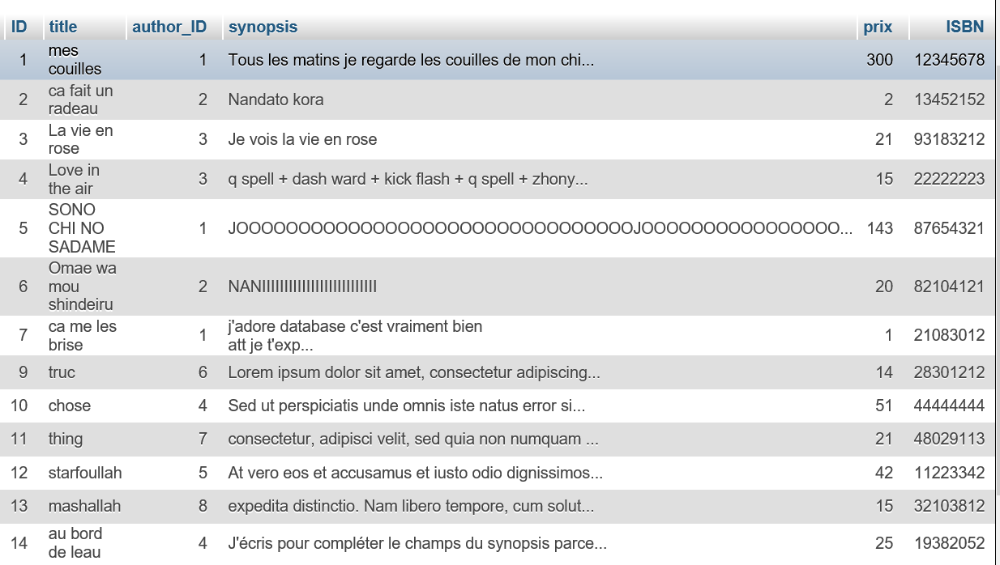 ID title author_ID synopsis prix ISBN
1 mes couilles 1 Tous les matins je regarde les couilles de mon chi... 300 12345678
2 ca fait un radeau 2 Nandato kora 2 13452152
3 La vie en rose 3 Je vois la vie en rose 21 93183212
4 Love in the air 3 q spell + dash ward + kick flash + q spell + zhony... 15 22222223
5 SONO CHI NO SADAME 1 JOOOOOOOOOOOOOOOOOOOOOOOOOOOOOOOOJOOOOOOOOOOOOOOOO... 143 87654321
6 Omae wa mou shindeiru 2 NANIIIIIIIIIIIIIIIIIIIIIIIIII 20 82104121
7 ca me les brise 1 j'adore database c'est vraiment bien
att je t'exp... 1 21083012
9 truc 6 Lorem ipsum dolor sit amet, consectetur adipiscing... 14 28301212
10 chose 4 Sed ut perspiciatis unde omnis iste natus error si... 51 44444444
11 thing 7 consectetur, adipisci velit, sed quia non numquam ... 21 48029113
12 starfoullah 5 At vero eos et accusamus et iusto odio dignissimos... 42 11223342
13 mashallah 8 expedita distinctio. Nam libero tempore, cum solut... 15 32103812
14 au bord de leau 4 J'écris pour compléter le champs du synopsis parce... 25 19382052